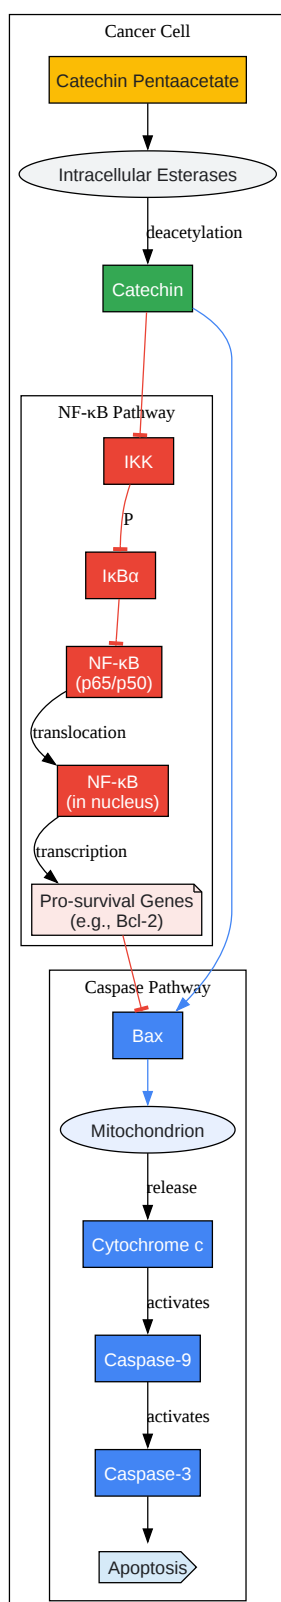 Cancer Cell
Catechin Pentaacetate
Intracellular Esterases
deacetylation
Catechin
NF-κB Pathway
IKK
P
IκBα
NF-κB
(p65/p50)
translocation
NF-κB
(in nucleus)
transcription
Pro-survival Genes
(e.g., Bcl-2)
Caspase Pathway
Bax
Mitochondrion
release
Cytochrome c
activates
Caspase-9
activates
Caspase-3
Apoptosis